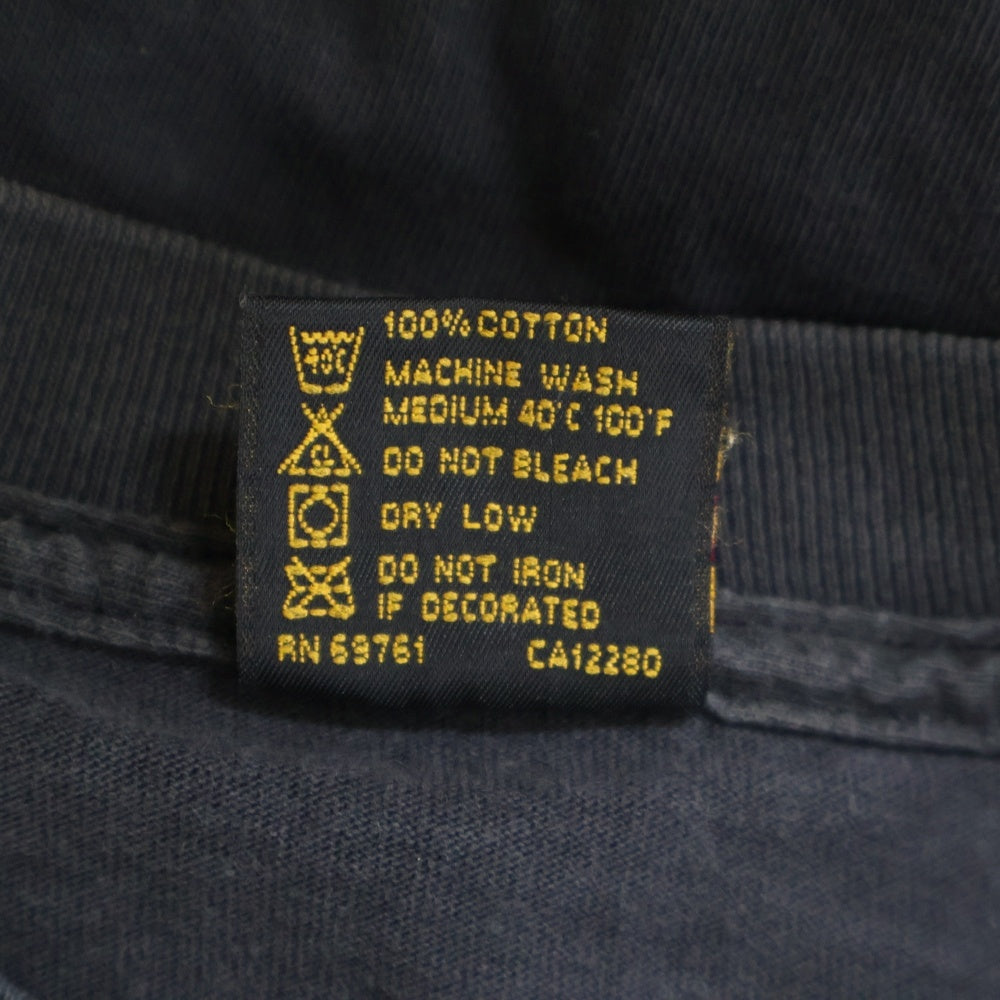 40°C
100% COTTON
MACHINE WASH
MEDIUM 40°C 100°F
DO NOT BLEACH
DRY LOW
DO NOT IRON
IF DECORATED
RN 69761 CA12280